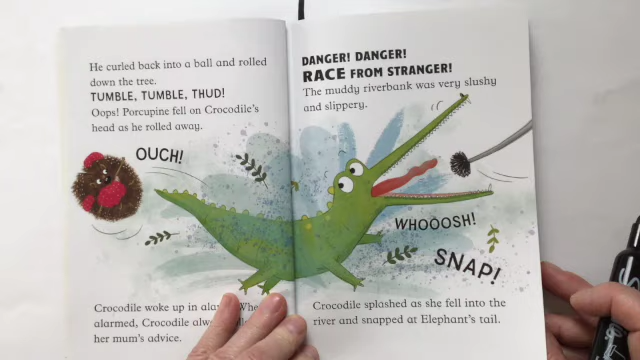 He curled back into a ball and rolled
down the tree.
TUMBLE, TUMBLE, THUD!
Oops! Porcupine fell on Crocodile's
head as he rolled away.
OUCH!
Crocodile woke up in
alarmed, Crocodile
her mum's advice.
DANGER! DANGER!
RACE FROM STRANGER!
The muddy riverbank was very slushy
and slippery.
WHOOOSH!
SNAP!
Crocodile splashed as she fell into the
river and snapped at Elephant's tail.